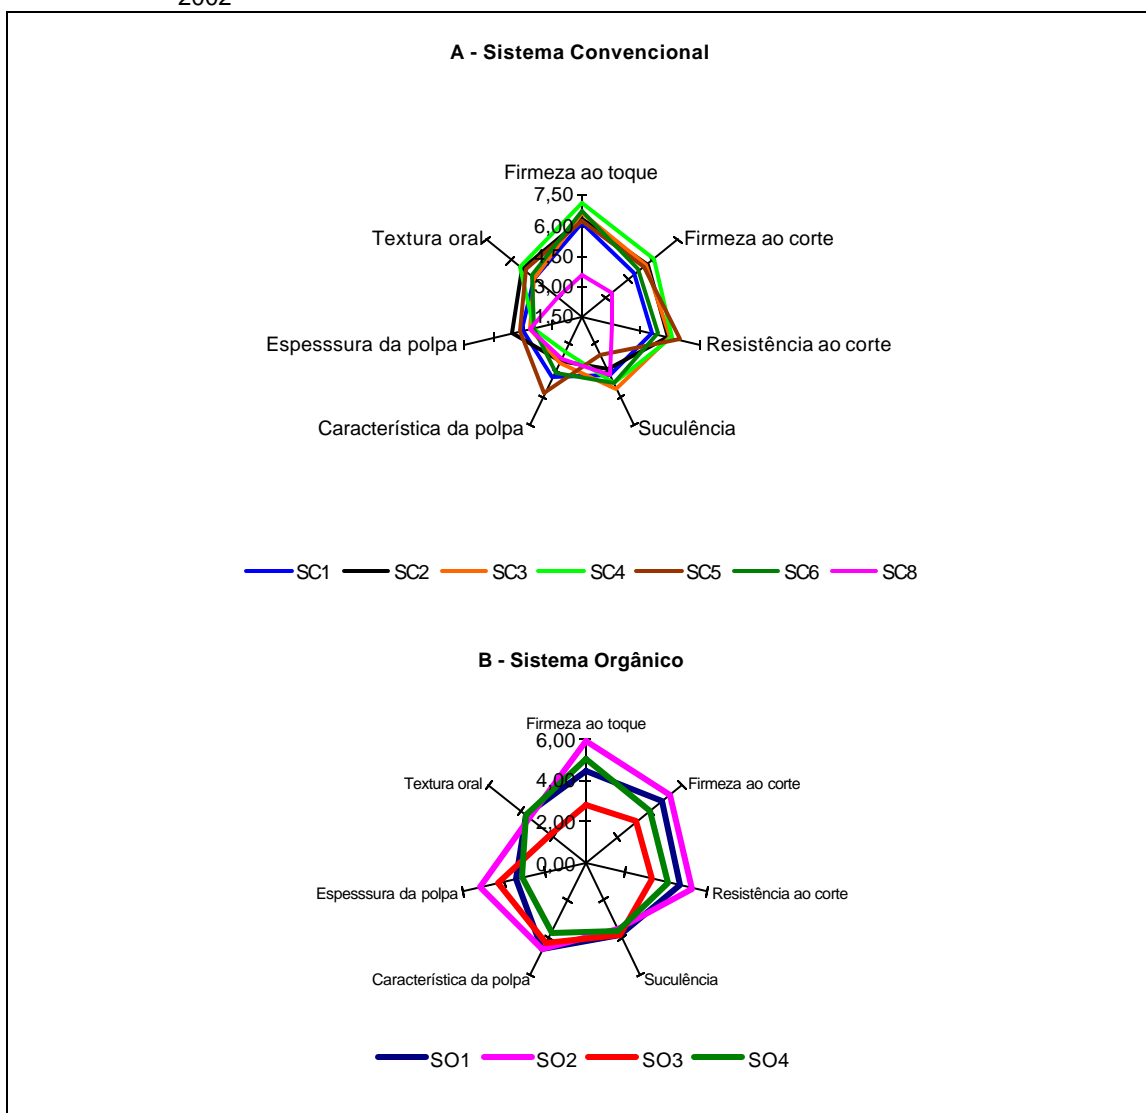 2002
A - Sistema Convencional
Firmeza ao toque
7,50
Textura oral
6,00
Firmeza ao corte
4,50
3,00
1,50
Espesssura da polpa
Resistência ao corte
Característica da polpa
Suculência
SC1 SC2 SC3 SC4 SC5 SC6 SC8
B - Sistema Orgânico
Firmeza ao toque
6,00
Textura oral
4,00
Firmeza ao corte
2,00
0,00
Espesssura da polpa
Resistência ao corte
Característica da polpa
Suculência
SO1 SO2 SO3 SO4